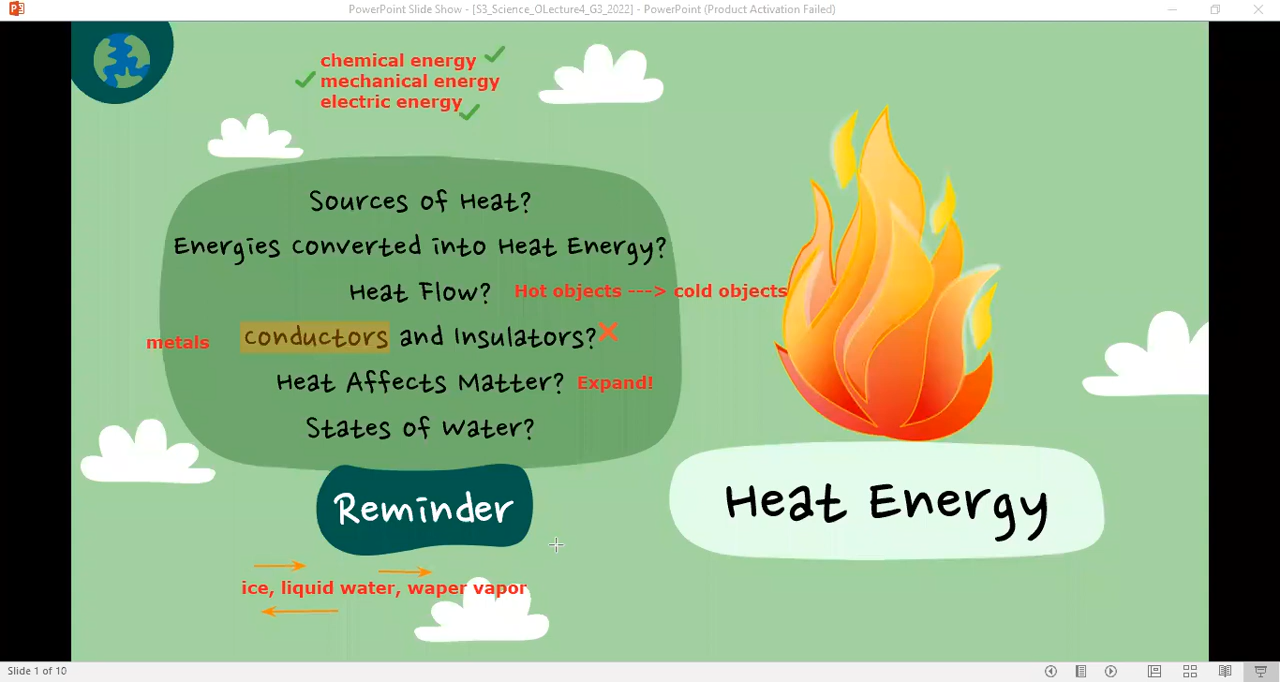 PowerPoint Slide Show - [S3_Science_OLecture4_G3_2022] - PowerPoint (Product Activation Failed)
chemical energy
mechanical energy
electric energy
Sources of Heat?
Energies converted into Heat Energy?
Heat Flow? Hot objects ---> cold objects
metals conductors and Insulators?
Heat Affects Matter? Expand!
States of Water?
Reminder
Heat Energy
ice, liquid water, waper vapor
Slide 1 of 10